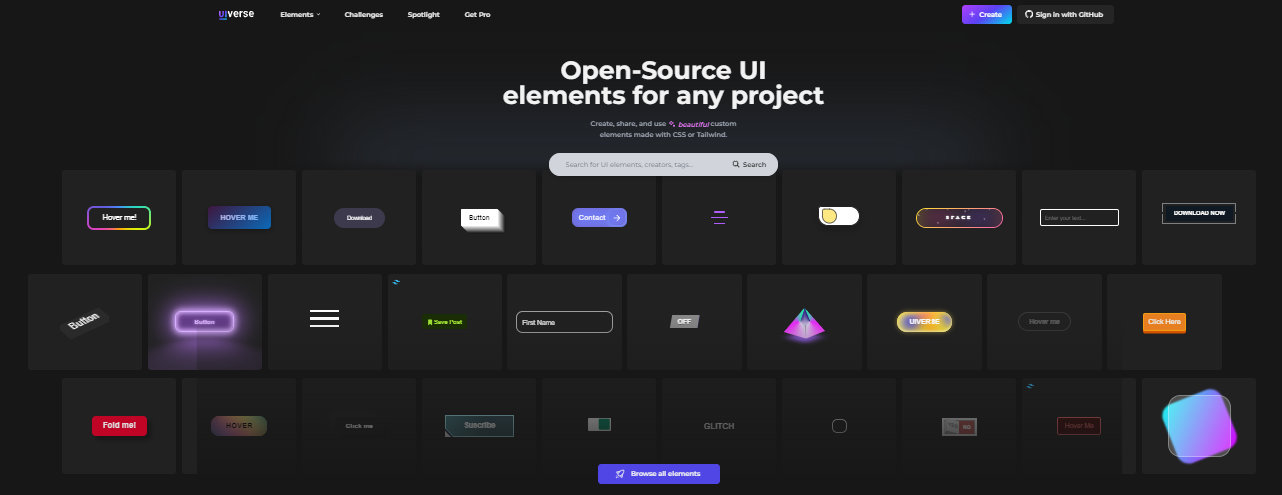 uiverse Elements Challenges Spotlight Get Pro + Create Sign in with GitHub
Open-Source UI
elements for any project
Create, share, and use beautiful custom
elements made with CSS or Tailwind.
Search for UI elements, creators, tags... Search
Hover me! HOVER ME Download Button Contact SPACE Enter your text... DOWNLOAD NOW
Button Button Save Post First Name OFF UIVERSE Hover me Click Here
Fold me! HOVER Click me Suscribe GLITCH NO Hover Me
Browse all elements